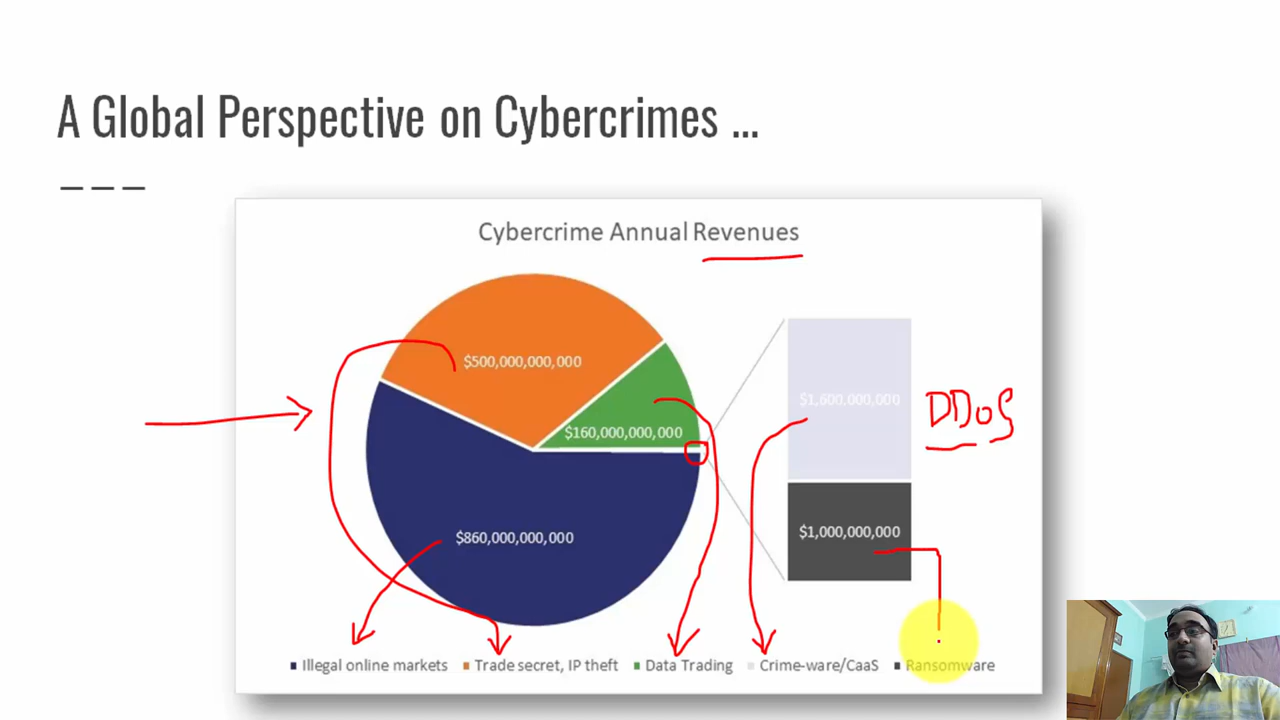 A Global Perspective on Cybercrimes ...
Cybercrime Annual Revenues
$500,000,000,000
$160,000,000,000
$860,000,000,000
$1,600,000,000
DDoS
$1,000,000,000
Illegal online markets Trade secret, IP theft Data Trading Crime-ware/CaaS Ransomware